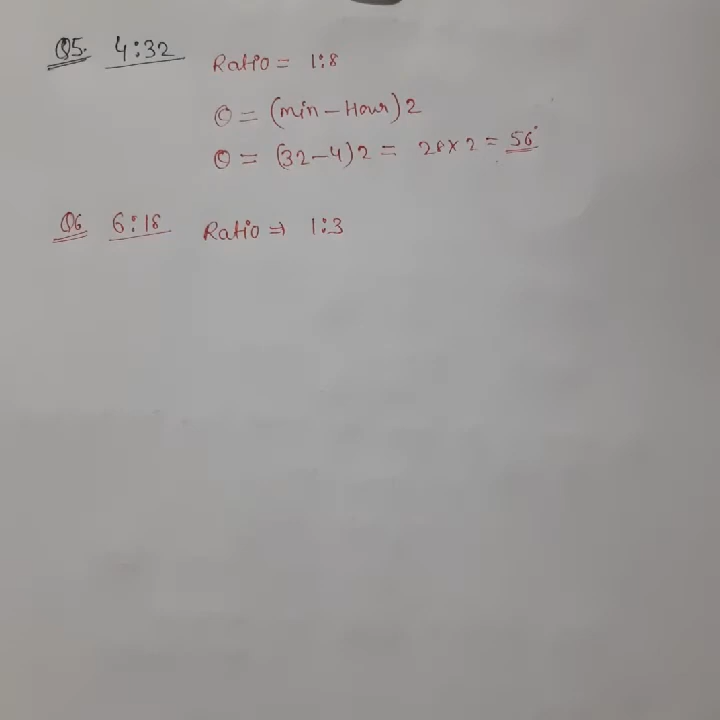 Q5. 4:32 Ratio = 1:8
θ = (min - Hour) 2
θ = (32-4) 2 = 28 x 2 = 56°
Q6 6:18 Ratio ⇒ 1:3